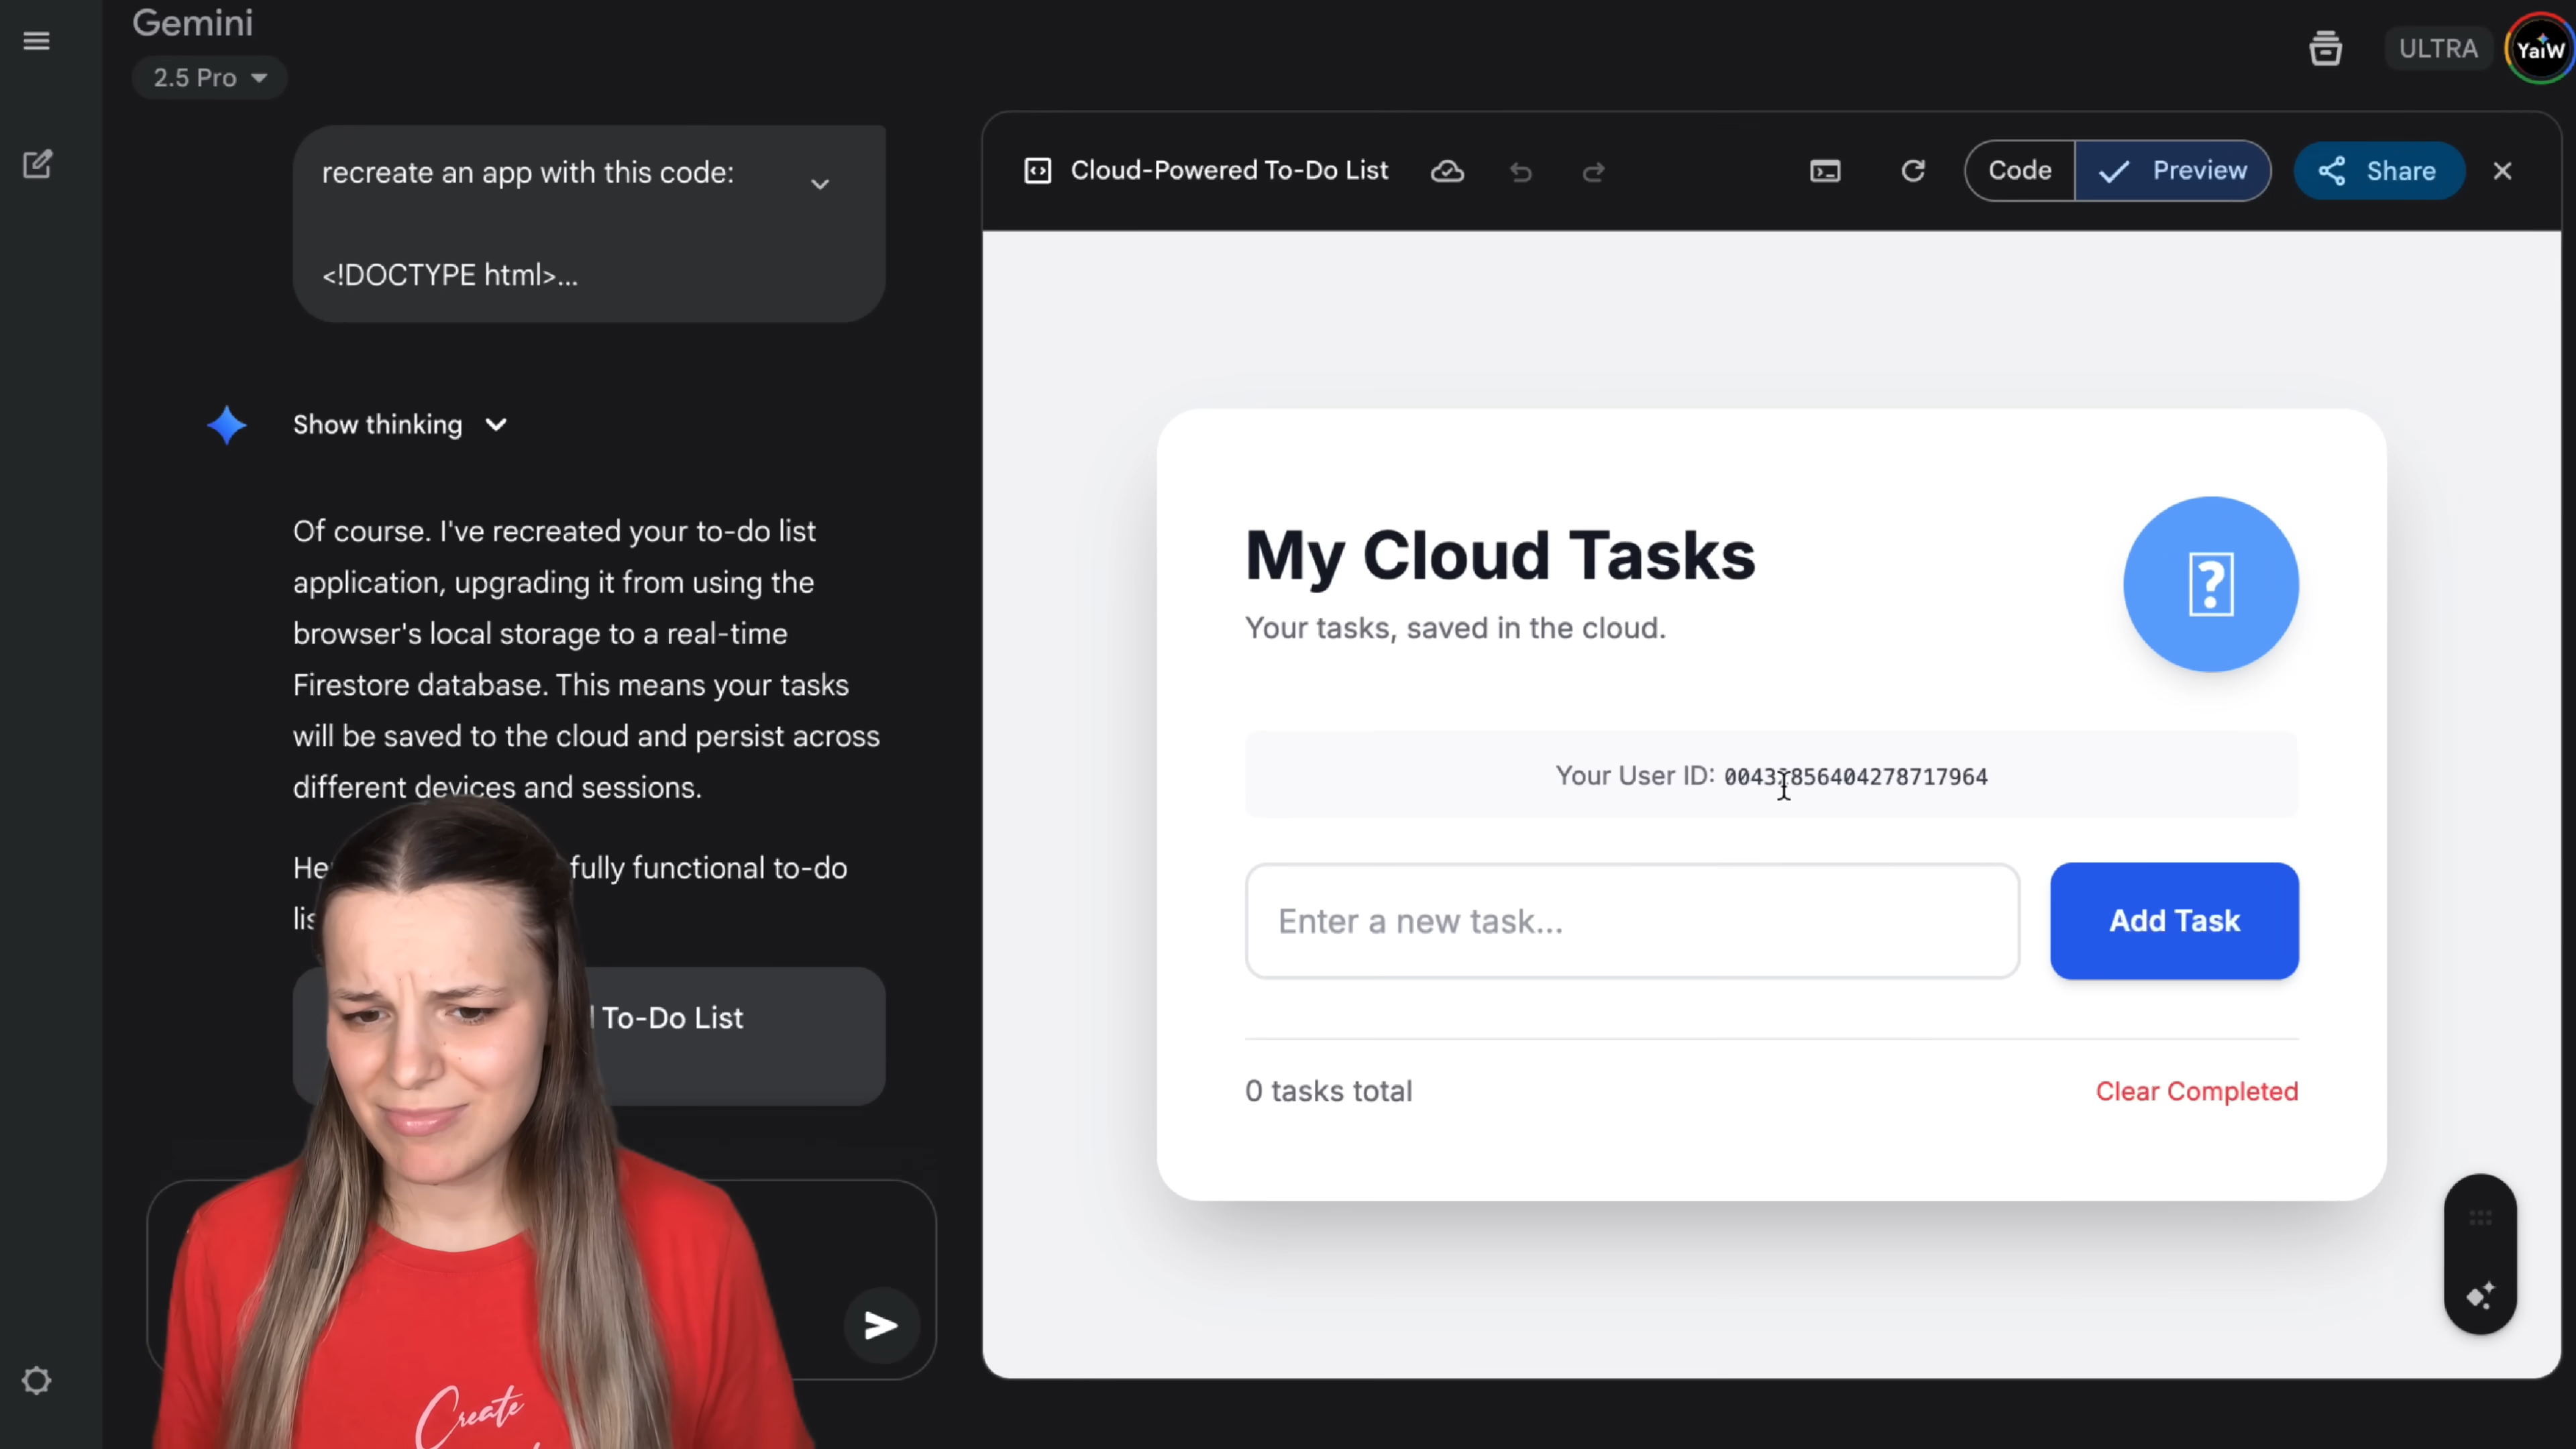 Gemini
2.5 Pro
ULTRA
YaiW
recreate an app with this code:
<!DOCTYPE html>...
Show thinking
Of course. I've recreated your to-do list
application, upgrading it from using the
browser's local storage to a real-time
Firestore database. This means your tasks
will be saved to the cloud and persist across
different devices and sessions.
fully functional to-do
To-Do List
Create
Cloud-Powered To-Do List
Code
Preview
Share
My Cloud Tasks
Your tasks, saved in the cloud.
?
Your User ID:
Enter a new task...
Add Task
0 tasks total
Clear Completed